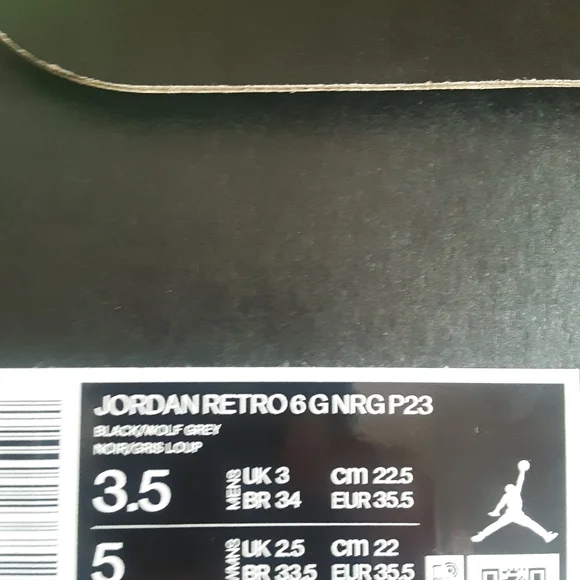 JORDAN RETRO 6 G NRG P23
BLACK/WOLF GREY
NOIR/GRIS LOUP
3.5 MENS UK 3 CM 22.5
BR 34 EUR 35.5
5 WMNS UK 2.5 CM 22
BR 33.5 EUR 35.5